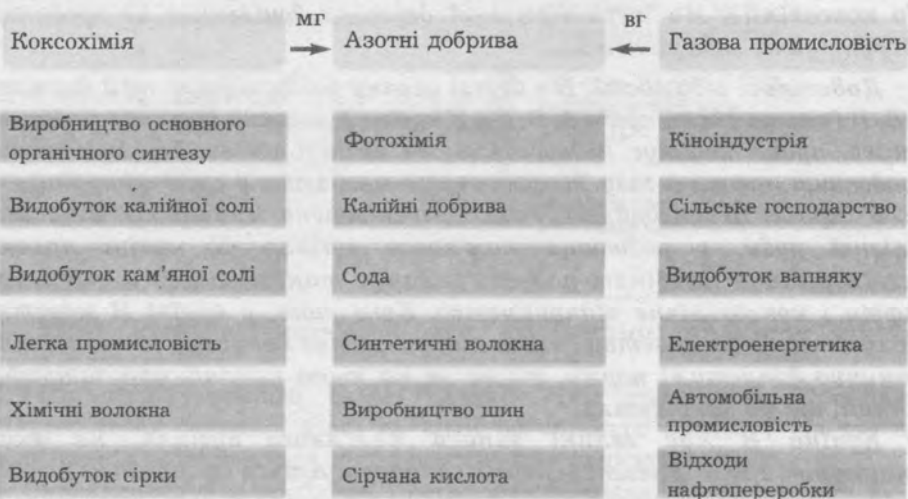 мг вг
Коксохімія Азотні добрива Газова промисловість
Виробництво основного
органічного синтезу Фотохімія Кіноіндустрія
Видобуток калійної солі Калійні добрива Сільське господарство
Видобуток кам'яної солі Сода Видобуток вапняку
Легка промисловість Синтетичні волокна Електроенергетика
Хімічні волокна Виробництво шин Автомобільна
промисловість
Видобуток сірки Сірчана кислота Відходи
нафтопереробки